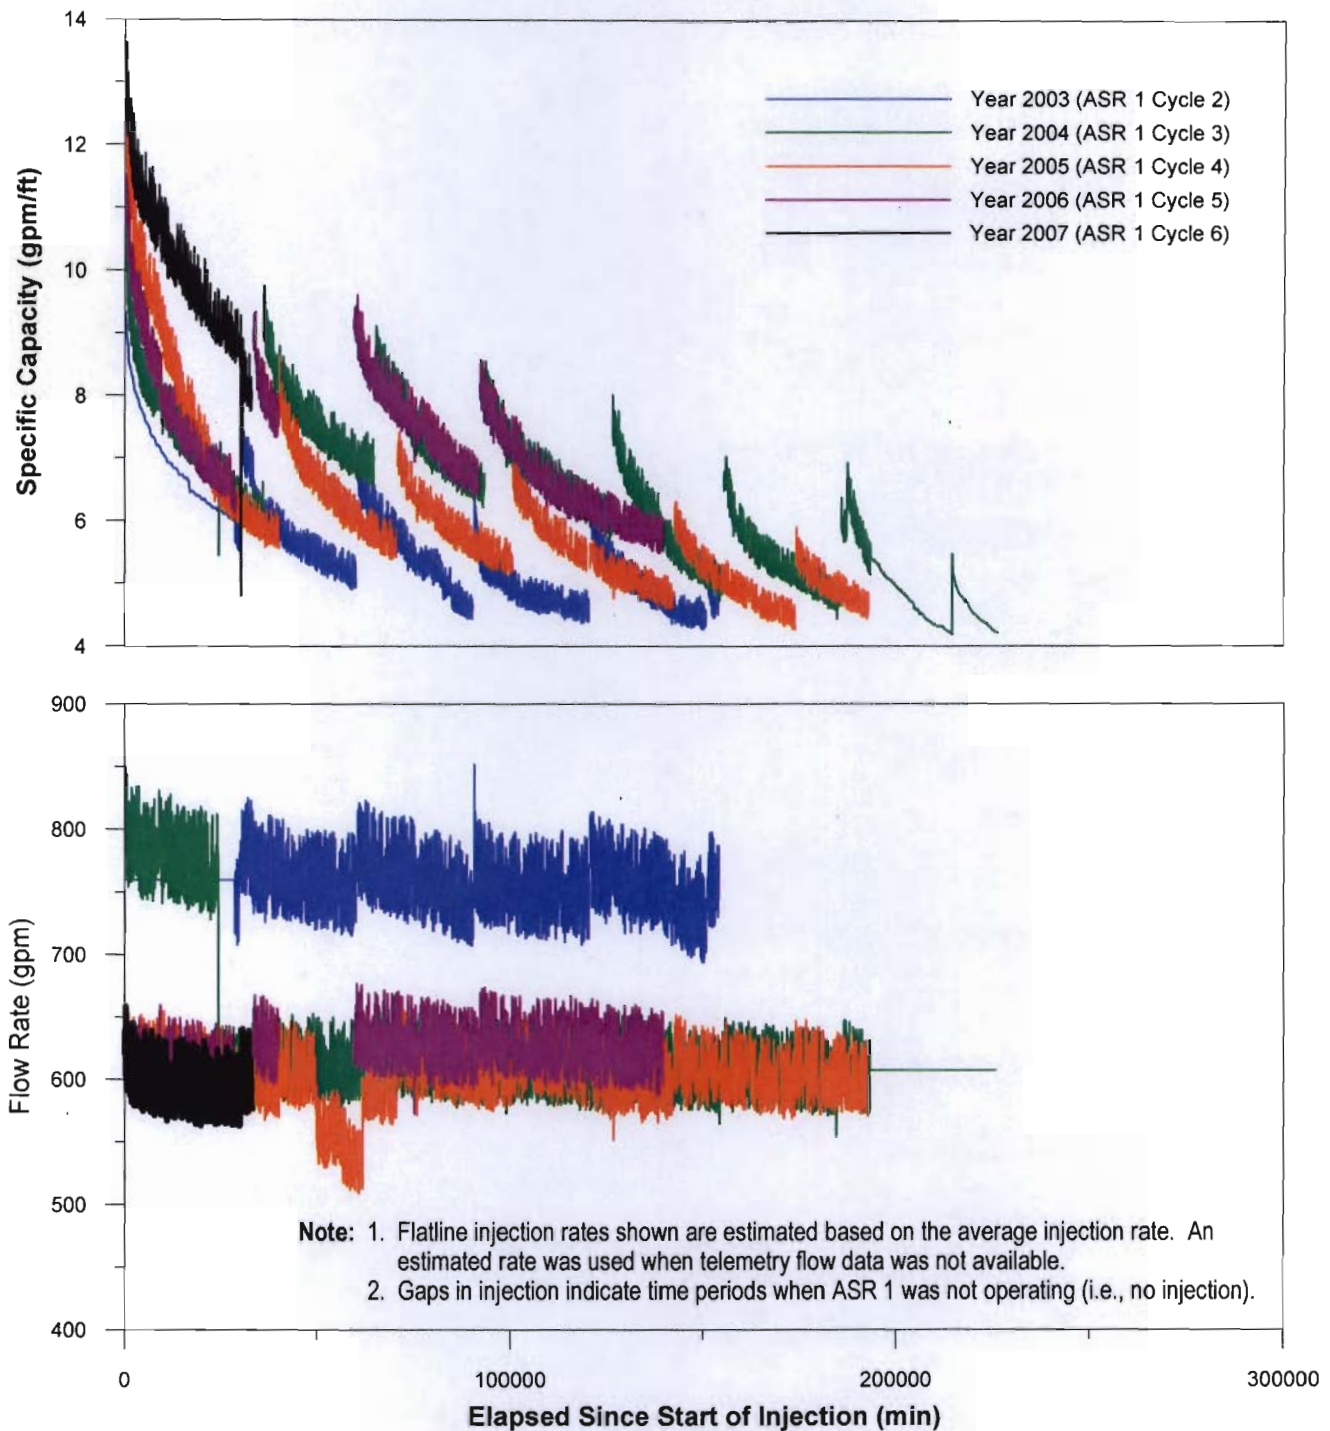 14
12
10
8
6
4
Specific Capacity (gpm/ft)
Year 2003 (ASR 1 Cycle 2)
Year 2004 (ASR 1 Cycle 3)
Year 2005 (ASR 1 Cycle 4)
Year 2006 (ASR 1 Cycle 5)
Year 2007 (ASR 1 Cycle 6)
900
800
700
600
500
400
Flow Rate (gpm)
Note: 1. Flatline injection rates shown are estimated based on the average injection rate. An
estimated rate was used when telemetry flow data was not available.
2. Gaps in injection indicate time periods when ASR 1 was not operating (i.e., no injection).
0 100000 200000 300000
Elapsed Since Start of Injection (min)